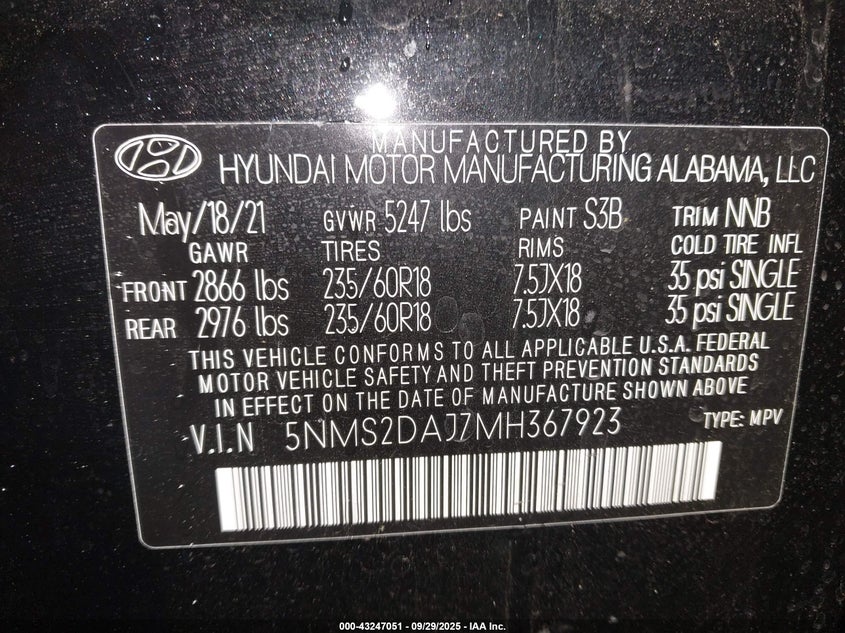 MANUFACTURED BY
HYUNDAI MOTOR MANUFACTURING ALABAMA, LLC
May/18/21 GVWR 5247 lbs PAINT S3B TRIM NNB
GAWR TIRES RIMS COLD TIRE INFL
FRONT 2866 lbs 235/60R18 7.5JX18 35 psi SINGLE
REAR 2976 lbs 235/60R18 7.5JX18 35 psi SINGLE
THIS VEHICLE CONFORMS TO ALL APPLICABLE U.S.A. FEDERAL
MOTOR VEHICLE SAFETY AND THEFT PREVENTION STANDARDS
IN EFFECT ON THE DATE OF MANUFACTURE SHOWN ABOVE
V.I.N 5NMS2DAJ7MH367923 TYPE: MPV
000-43247051 - 09/29/2025 - IAA Inc.